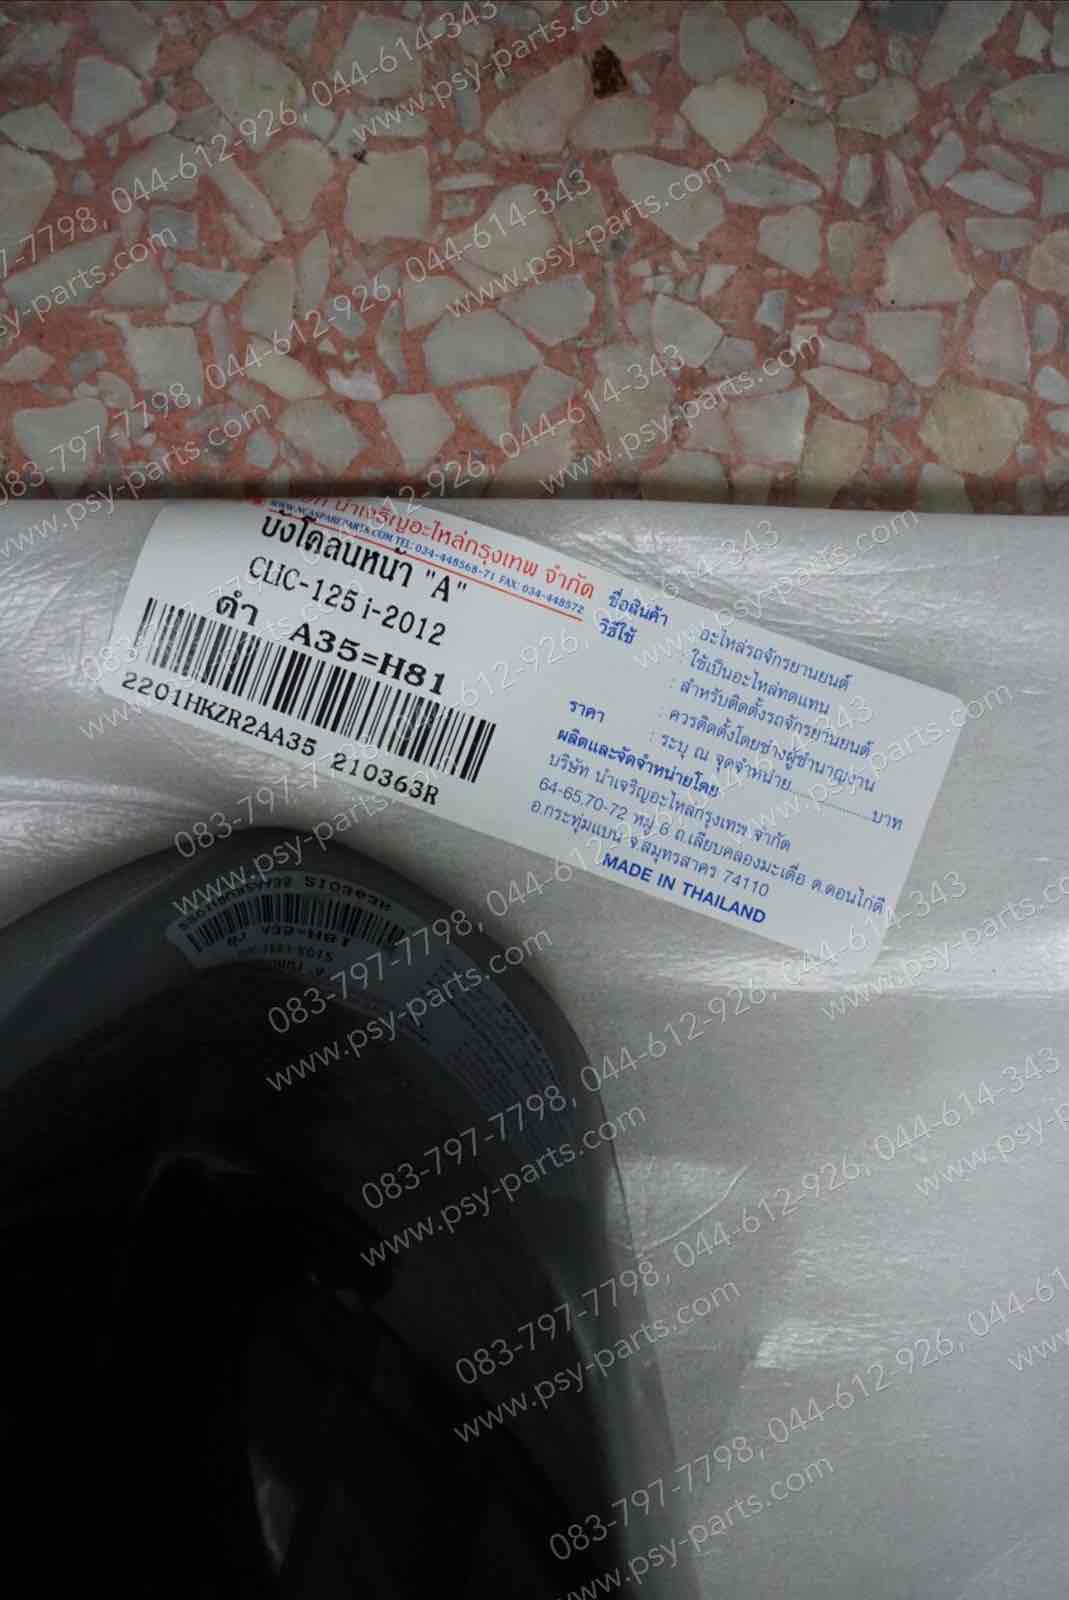 นำเจริญอะไหล่กรุงเทพ จำกัด
WWW.NCASPAREPARTS.COM TEL: 034-448568-71 FAX: 034-448572
บังโคลนหน้า "A"
CLIC-125 i-2012
ดำ A35=H81
2201HKZR2AA35 210363R
ชื่อสินค้า : อะไหล่รถจักรยานยนต์
วิธีใช้ : ใช้เป็นอะไหล่ทดแทน
: สำหรับติดตั้งรถจักรยานยนต์
: ควรติดตั้งโดยช่างผู้ชำนาญงาน
ราคา : ระบุ ณ จุดจำหน่าย....................บาท
ผลิตและจัดจำหน่ายโดย
บริษัท นำเจริญอะไหล่กรุงเทพ จำกัด
64-65,70-72 หมู่ 6 ถ.เลียบคลองมะเดื่อ ต.ดอนไก่ดี
อ.กระทุ่มแบน จ.สมุทรสาคร 74110
MADE IN THAILAND
083-797-7798, 044-612-926, 044-614-343
www.psy-parts.com